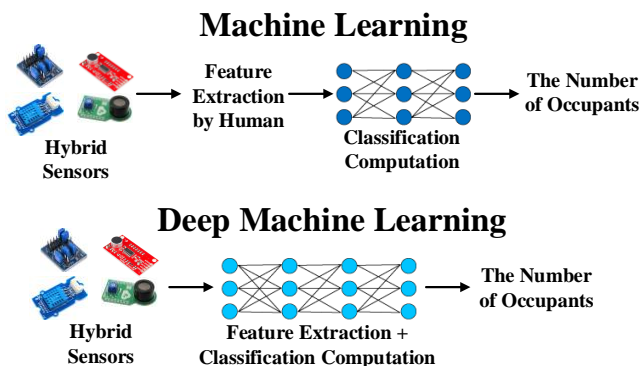 Machine Learning
Feature
Extraction
by Human
The Number
of Occupants
Classification
Computation
Hybrid
Sensors
Deep Machine Learning
The Number
of Occupants
Hybrid
Sensors
Feature Extraction +
Classification Computation